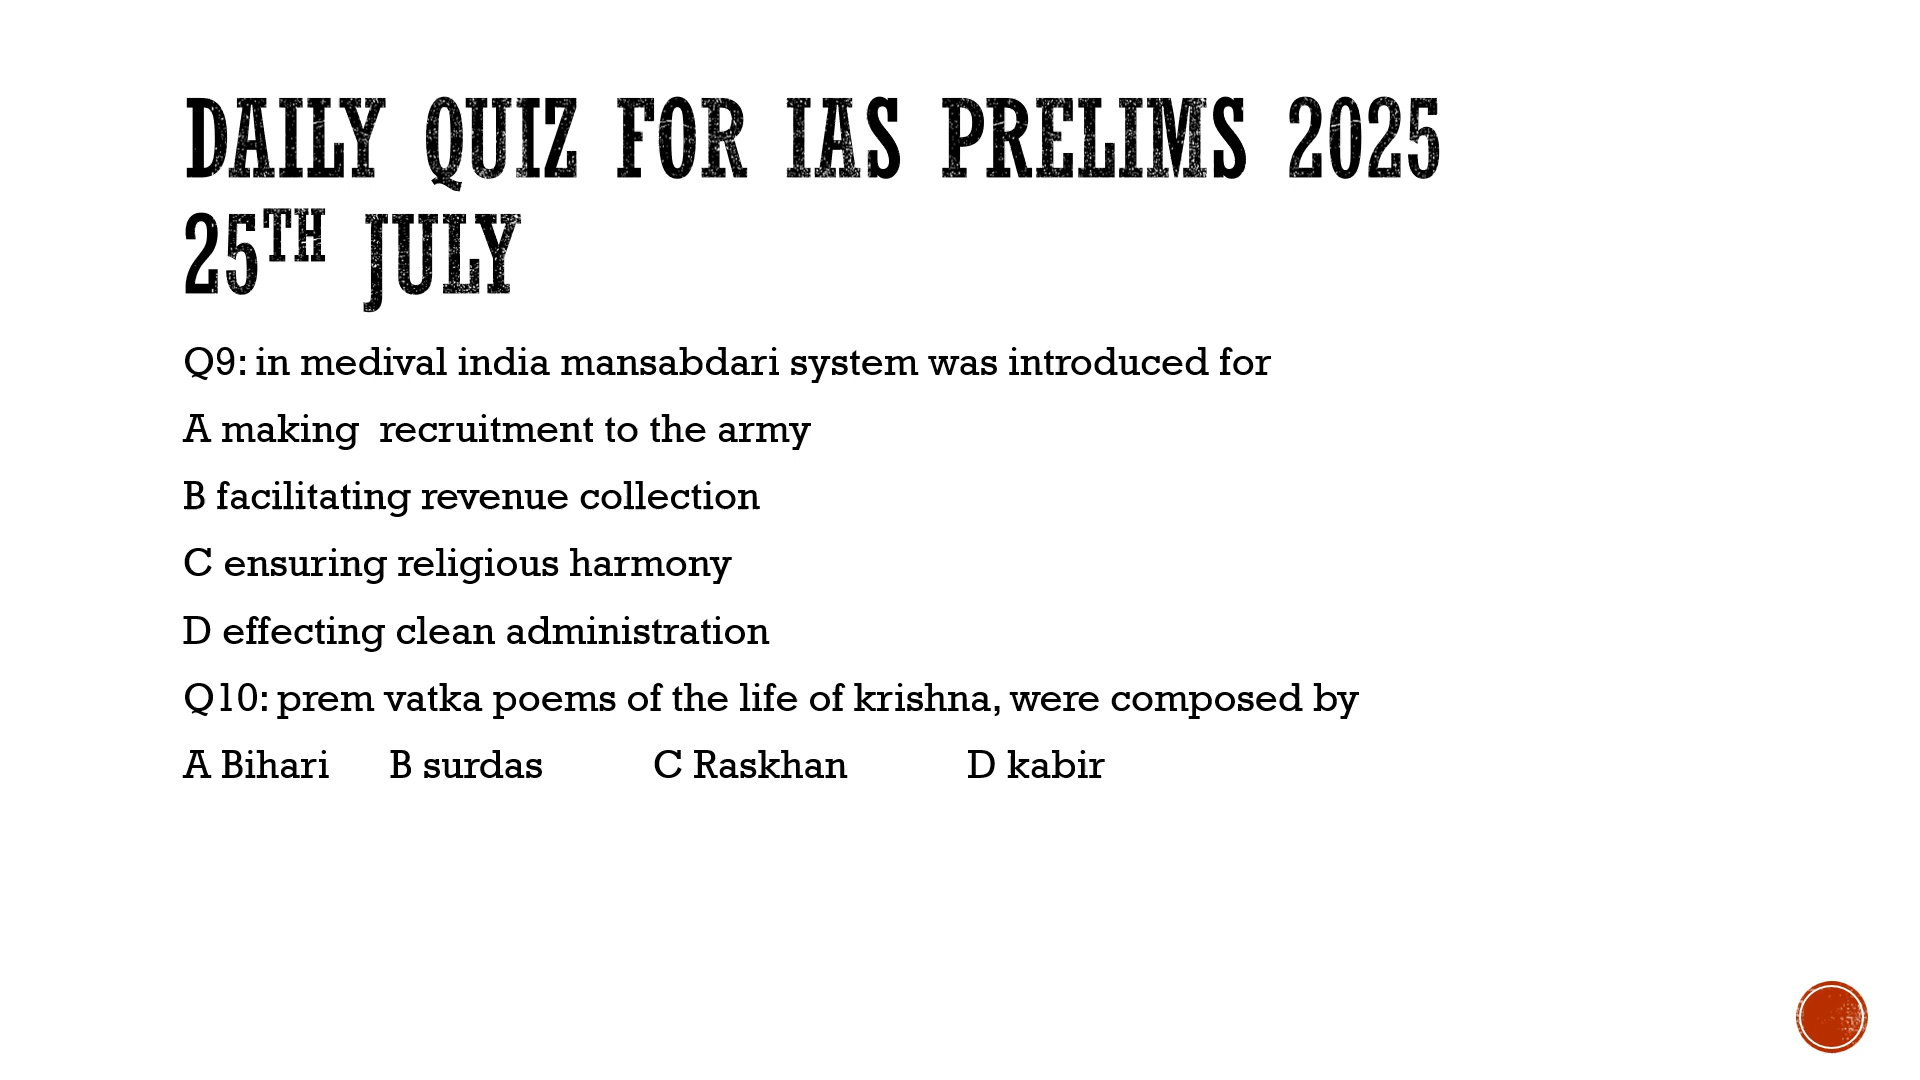 DAILY QUIZ FOR IAS PRELIMS 2025
25TH JULY
Q9: in medival india mansabdari system was introduced for
A making  recruitment to the army
B facilitating revenue collection
C ensuring religious harmony
D effecting clean administration
Q10: prem vatka poems of the life of krishna, were composed by
A Bihari B surdas C Raskhan D kabir